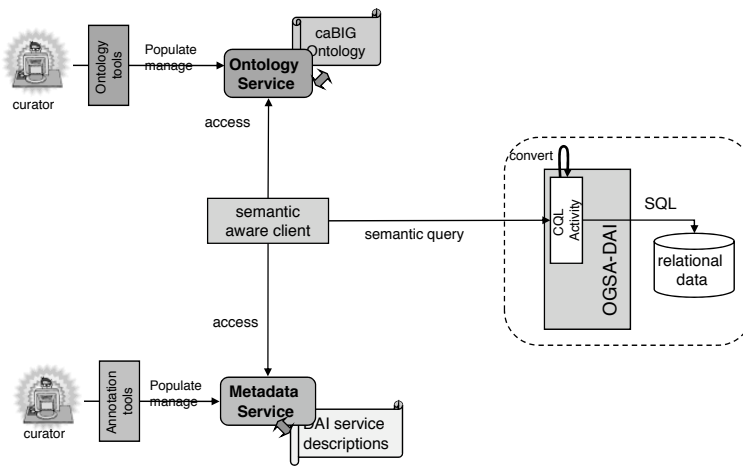 caBIG
Ontology
Ontology
tools
Populate
manage
Ontology
Service
curator
access
convert
semantic
aware client
semantic query
CQL
Activity
OGSA-DAI
SQL
relational
data
access
Annotation
tools
Populate
manage
Metadata
Service
curator
DAI service
descriptions